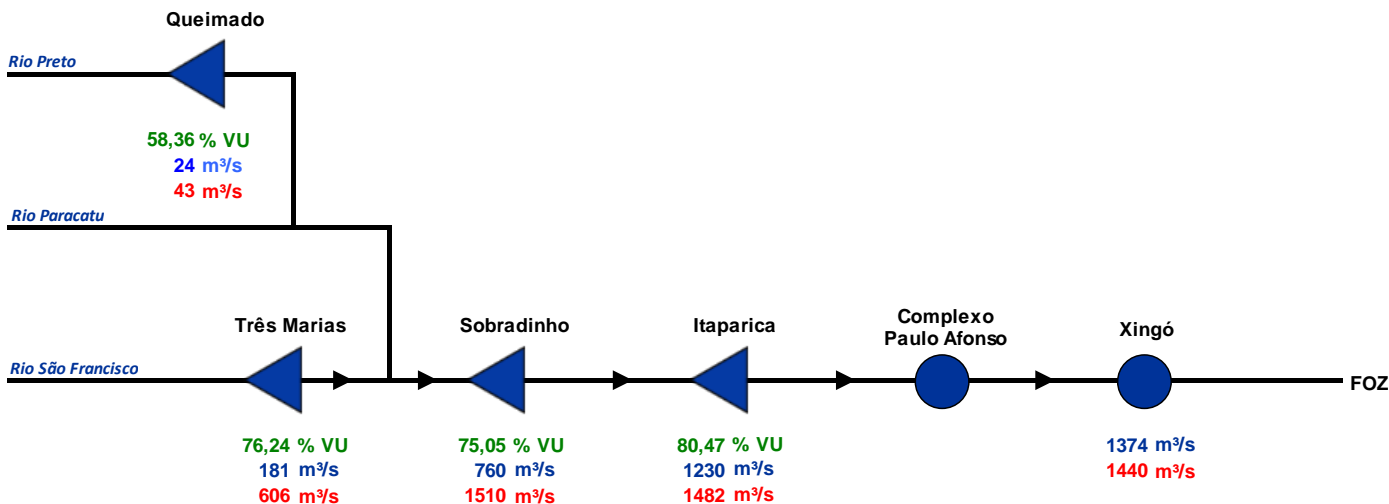 Queimado
Rio Preto
58,36 % VU
24 m³/s
43 m³/s
Rio Paracatu
Três Marias
Sobradinho
Itaparica
Complexo
Paulo Afonso
Xingó
Rio São Francisco
FOZ
76,24 % VU
181 m³/s
606 m³/s
75,05 % VU
760 m³/s
1510 m³/s
80,47 % VU
1230 m³/s
1482 m³/s
1374 m³/s
1440 m³/s